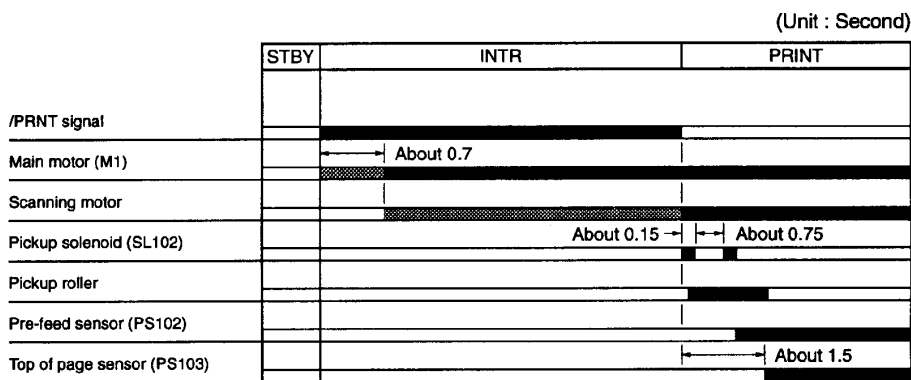 (Unit : Second)
STBY INTR PRINT
/PRNT signal
Main motor (M1) About 0.7
Scanning motor
Pickup solenoid (SL102) About 0.15 About 0.75
Pickup roller
Pre-feed sensor (PS102)
Top of page sensor (PS103) About 1.5